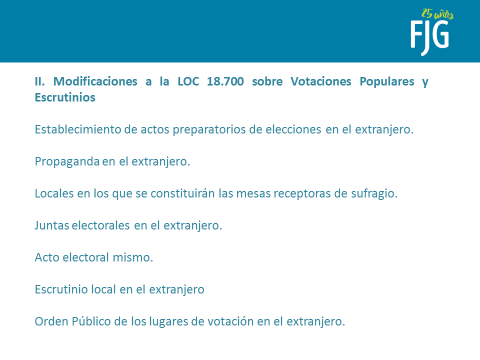 25 años
FJG
II. Modificaciones a la LOC 18.700 sobre Votaciones Populares y
Escrutinios
Establecimiento de actos preparatorios de elecciones en el extranjero.
Propaganda en el extranjero.
Locales en los que se constituirán las mesas receptoras de sufragio.
Juntas electorales en el extranjero.
Acto electoral mismo.
Escrutinio local en el extranjero
Orden Público de los lugares de votación en el extranjero.